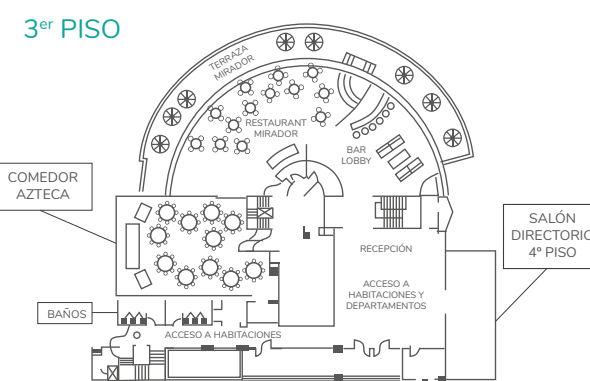 3er PISO
TERRAZA
MIRADOR
RESTAURANT
MIRADOR
BAR
LOBBY
COMEDOR
AZTECA
SALÓN
DIRECTORIO
4º PISO
RECEPCIÓN
ACCESO A
HABITACIONES Y
DEPARTAMENTOS
BAÑOS
ACCESO A HABITACIONES